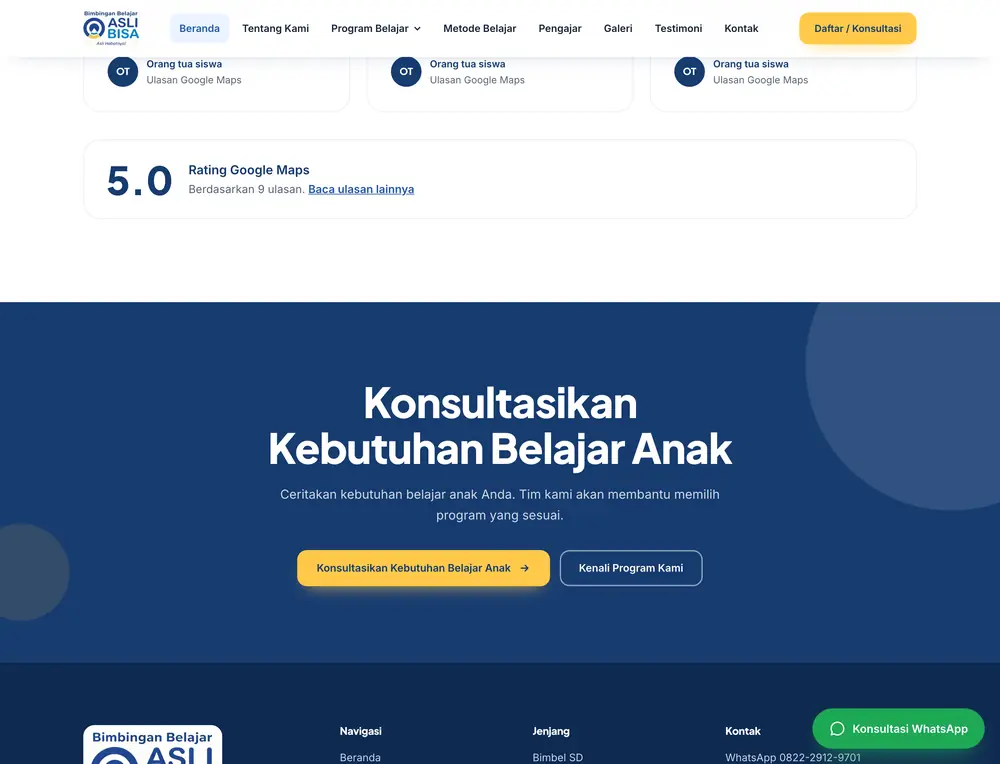 Bimbingan Belajar
ASLI
BISA
Asli Hebatnya!
Beranda
Tentang Kami
Program Belajar
Metode Belajar
Pengajar
Galeri
Testimoni
Kontak
Daftar / Konsultasi
OT
Orang tua siswa
Ulasan Google Maps
OT
Orang tua siswa
Ulasan Google Maps
OT
Orang tua siswa
Ulasan Google Maps
5.0
Rating Google Maps
Berdasarkan 9 ulasan. Baca ulasan lainnya
Konsultasikan
Kebutuhan Belajar Anak
Ceritakan kebutuhan belajar anak Anda. Tim kami akan membantu memilih
program yang sesuai.
Konsultasikan Kebutuhan Belajar Anak →
Kenali Program Kami
Bimbingan Belajar
ASLI
Navigasi
Beranda
Jenjang
Bimbel SD
Kontak
WhatsApp 0822-2912-9701
Konsultasi WhatsApp